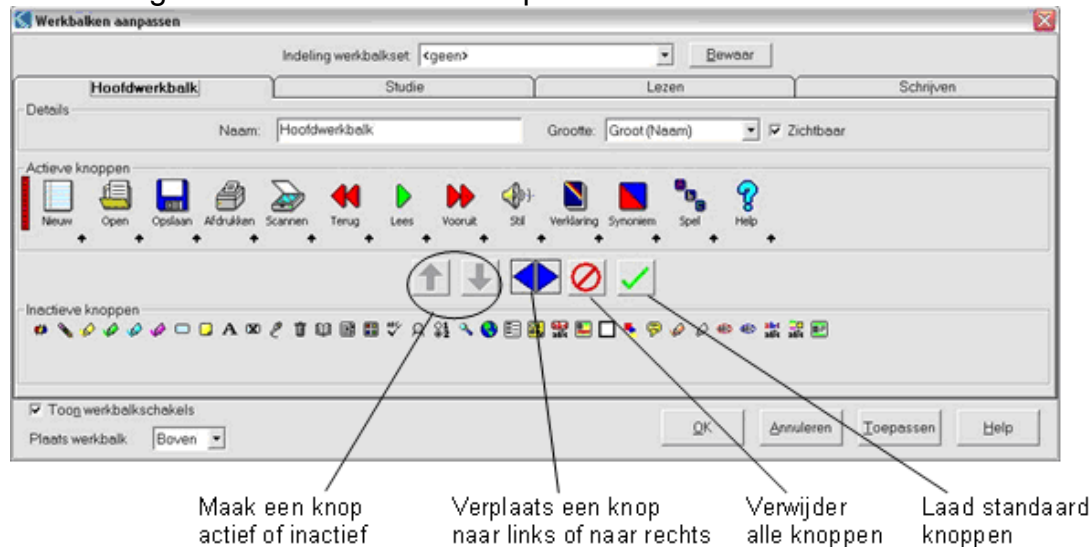 Werkbalken aanpassen
Indeling werkbalkset: <geen> Bewaar
Hoofdwerkbalk Studie Lezen Schrijven
Details
Naam: Hoofdwerkbalk Grootte: Groot (Naam) Zichtbaar
Actieve knoppen
Nieuw Open Opslaan Afdrukken Scannen Terug Lees Vooruit Stil Verklaring Synoniem Spel Help
Inactieve knoppen
Toon werkbalkschakels
Plaats werkbalk Boven
OK Annuleren Toepassen Help
Maak een knop
actief of inactief
Verplaats een knop
naar links of naar rechts
Verwijder
alle knoppen
Laad standaard
knoppen